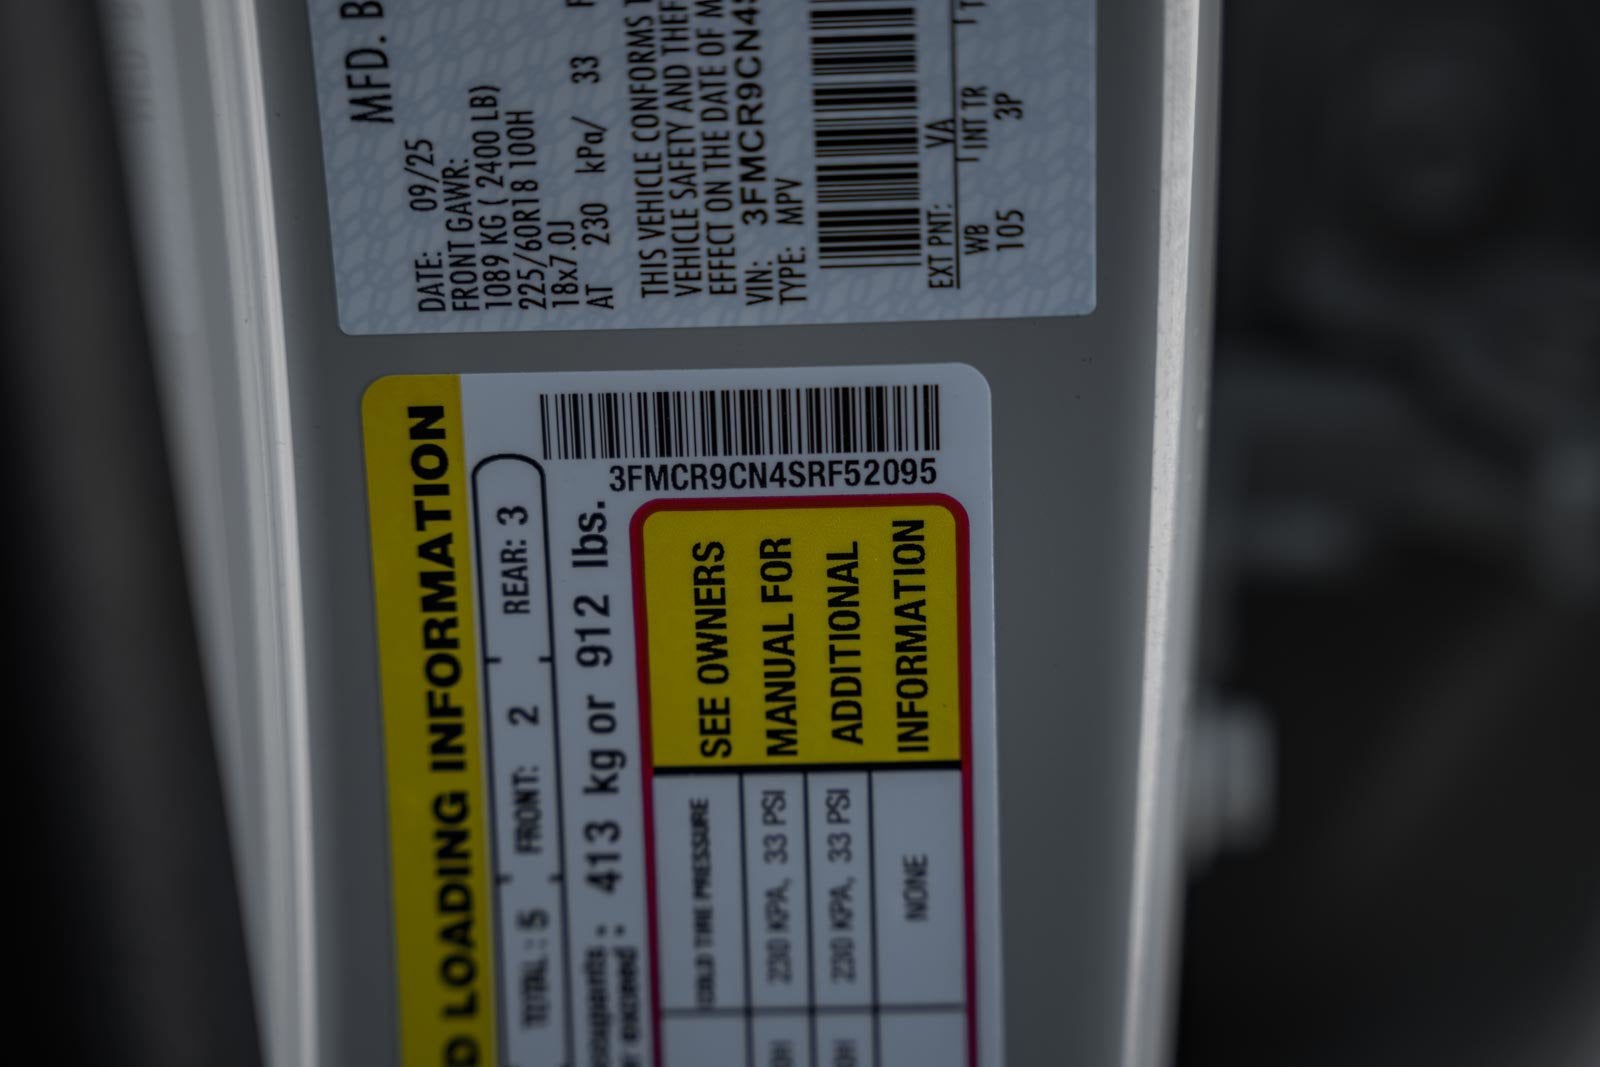 MFD. B
DATE: 09/25
FRONT GAWR:
1089 KG ( 2400 LB)
225/60R18 100H
18x7.0J
AT 230 kPa/ 33
THIS VEHICLE CONFORMS
VEHICLE SAFETY AND THEF
EFFECT ON THE DATE OF M
VIN: 3FMCR9CN4S
TYPE: MPV
EXT PNT: VA
WB INT TR
105 3P
LOADING INFORMATION
TOTAL : 5 FRONT: 2 REAR: 3
413 kg or 912 lbs.
3FMCR9CN4SRF52095
SEE OWNERS
MANUAL FOR
ADDITIONAL
INFORMATION
COLD TIRE PRESSURE
230 KPA, 33 PSI
230 KPA, 33 PSI
NONE